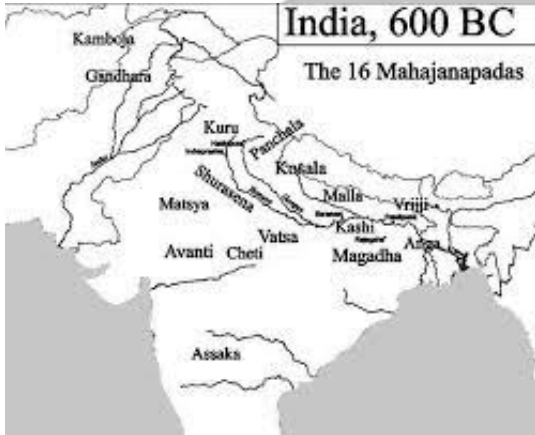 India, 600 BC
The 16 Mahajanapadas
Kamboja
Gandhara
Kuru
Panchala
Kosala
Shurasena
Malla
Vrijji
Matsya
Kashi
Vatsa
Anga
Avanti
Cheti
Magadha
Assaka